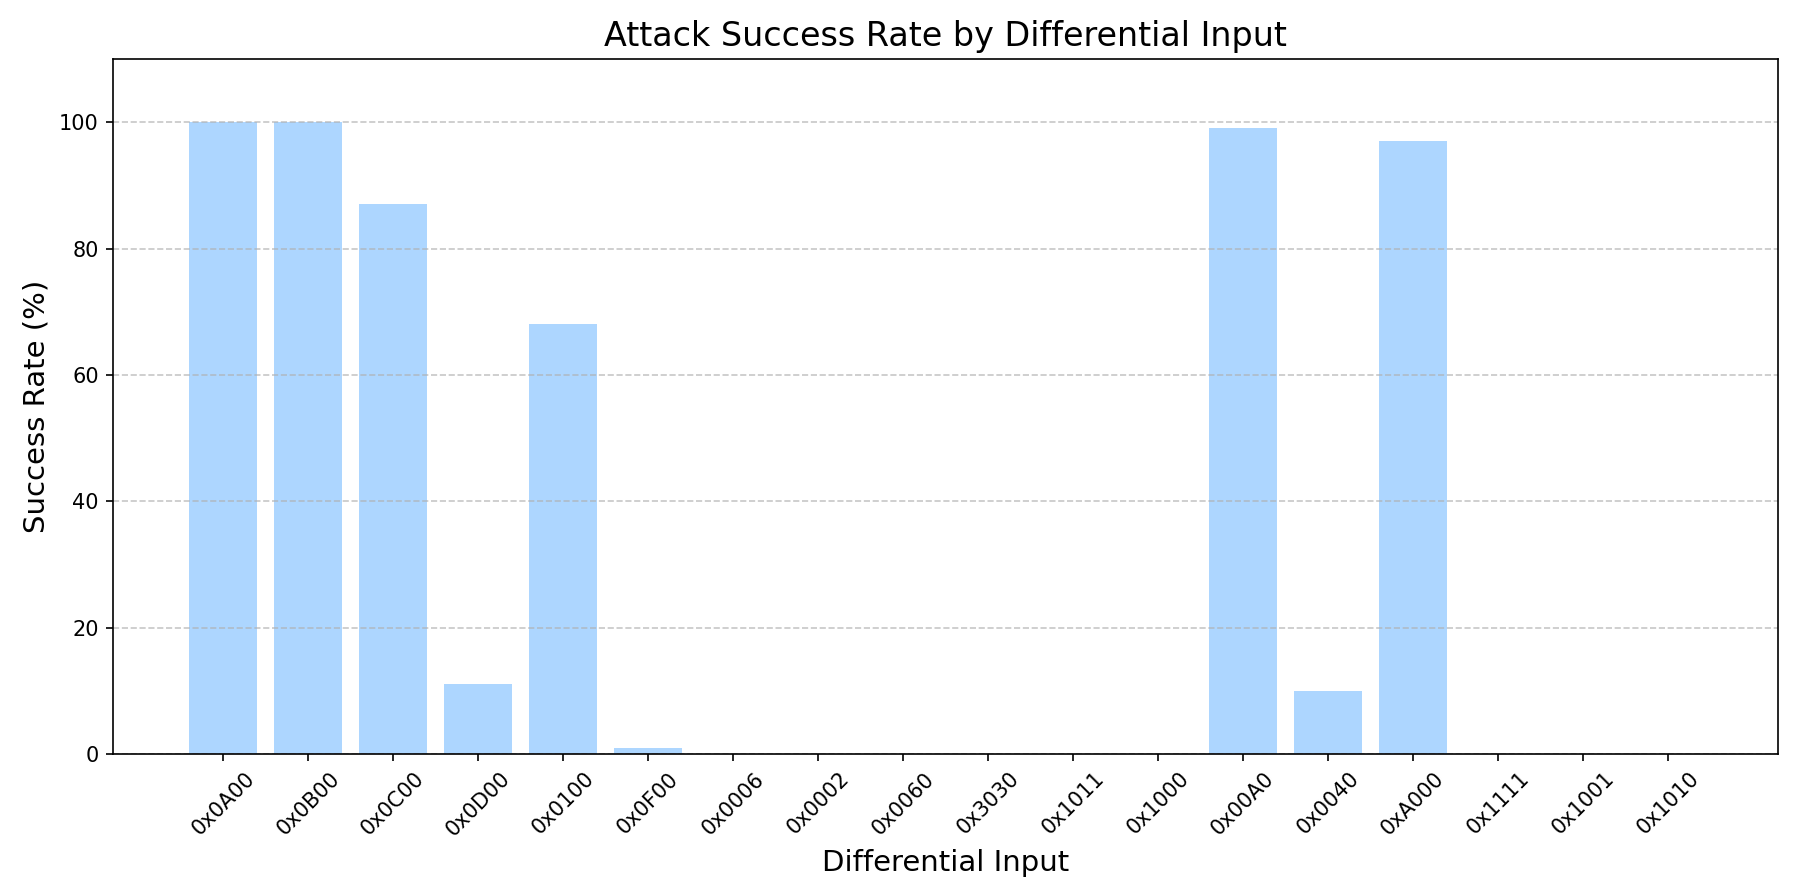 Attack Success Rate by Differential Input
Success Rate (%)
100
80
60
40
20
0
0x0A00
0x0B00
0x0C00
0x0D00
0x0100
0x0F00
0x0006
0x0002
0x0060
0x3030
0x1011
0x1000
0x00A0
0x0040
0xA000
0x1111
0x1001
0x1010
Differential Input